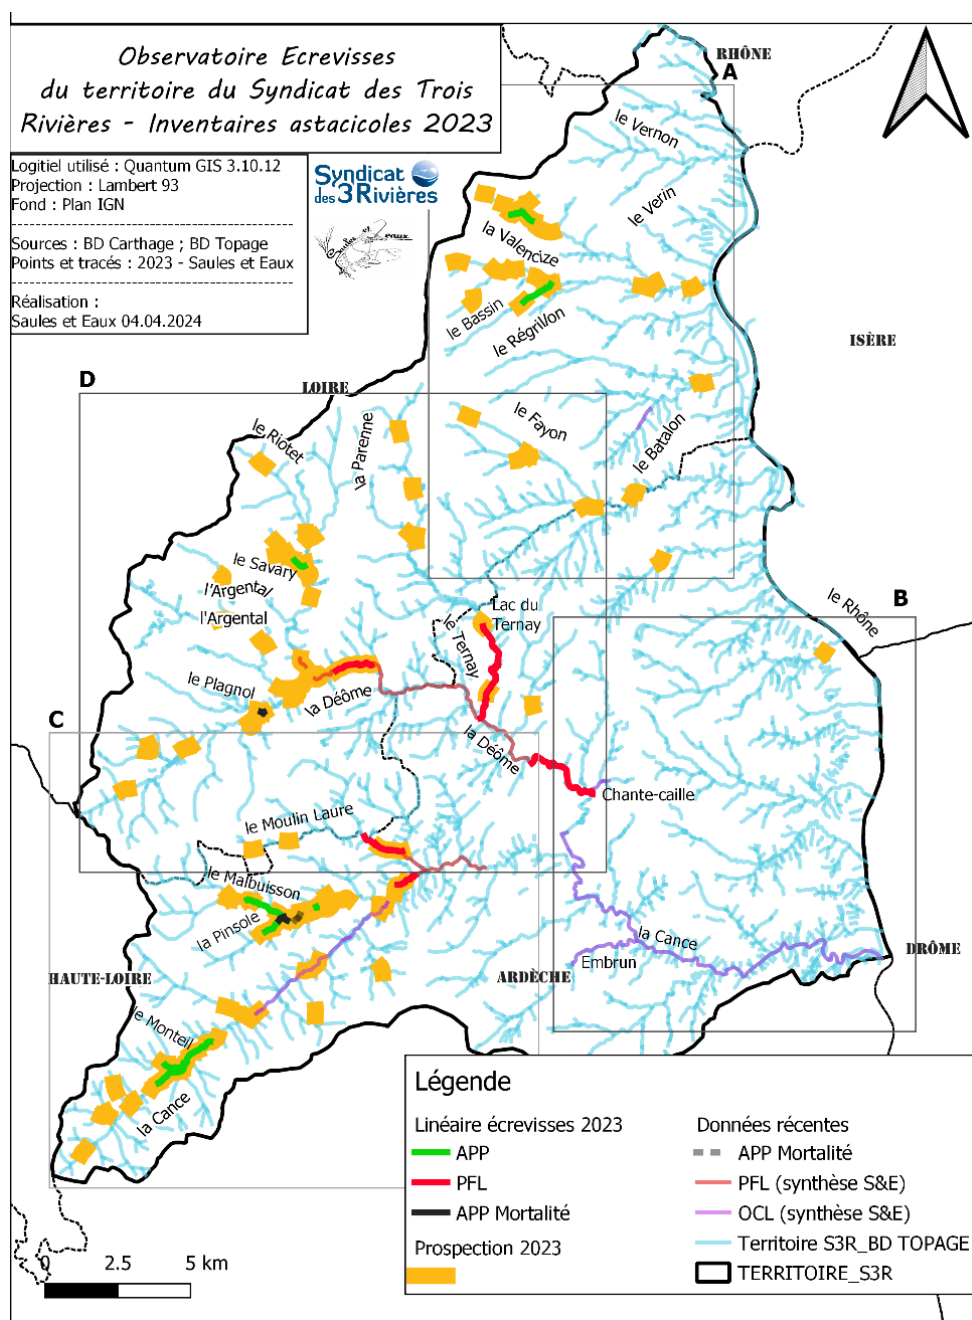 Observatoire Ecrevisses
du territoire du Syndicat des Trois
Rivières - Inventaires astacicoles 2023
Logitiel utilisé : Quantum GIS 3.10.12
Projection : Lambert 93
Fond : Plan IGN
Sources : BD Carthage ; BD Topage
Points et tracés : 2023 - Saules et Eaux
Réalisation :
Saules et Eaux 04.04.2024
Syndicat
des 3 Rivières
RHÔNE
A
le Vernon
le Verin
la Valencize
le Bassin
le Régrillon
ISÈRE
D
LOIRE
le Riotet
la Parenne
le Fayon
le Batalon
le Savary
l'Argental
l'Argental
Lac du
Ternay
le Ternay
le Rhône
B
le Plagnol
la Déôme
C
la Déôme
Chante-caille
le Moulin Laure
le Malbuisson
la Pinsole
la Cance
Embrun
DRÔME
HAUTE-LOIRE
ARDÈCHE
le Monteil
la Cance
Légende
Linéaire écrevisses 2023
APP
PFL
APP Mortalité
Prospection 2023
Données récentes
APP Mortalité
PFL (synthèse S&E)
OCL (synthèse S&E)
Territoire S3R_BD TOPAGE
TERRITOIRE_S3R
0 2.5 5 km